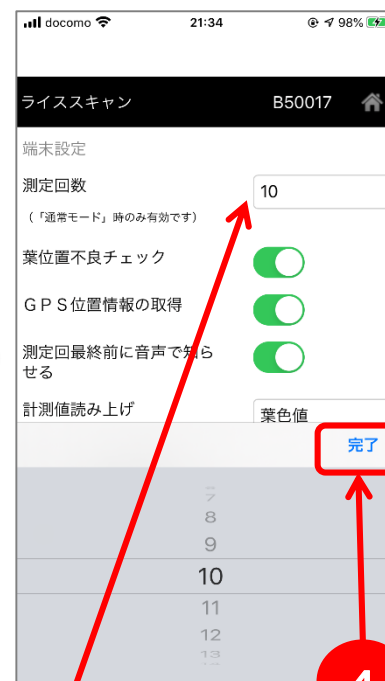 docomo 21:34 98%
ライススキャン B50017
端末設定
測定回数 10
（「通常モード」時のみ有効です）
葉位置不良チェック
ＧＰＳ位置情報の取得
測定回最終前に音声で知ら
せる
計測値読み上げ 葉色値
完了
7
8
9
10
11
12
13
4